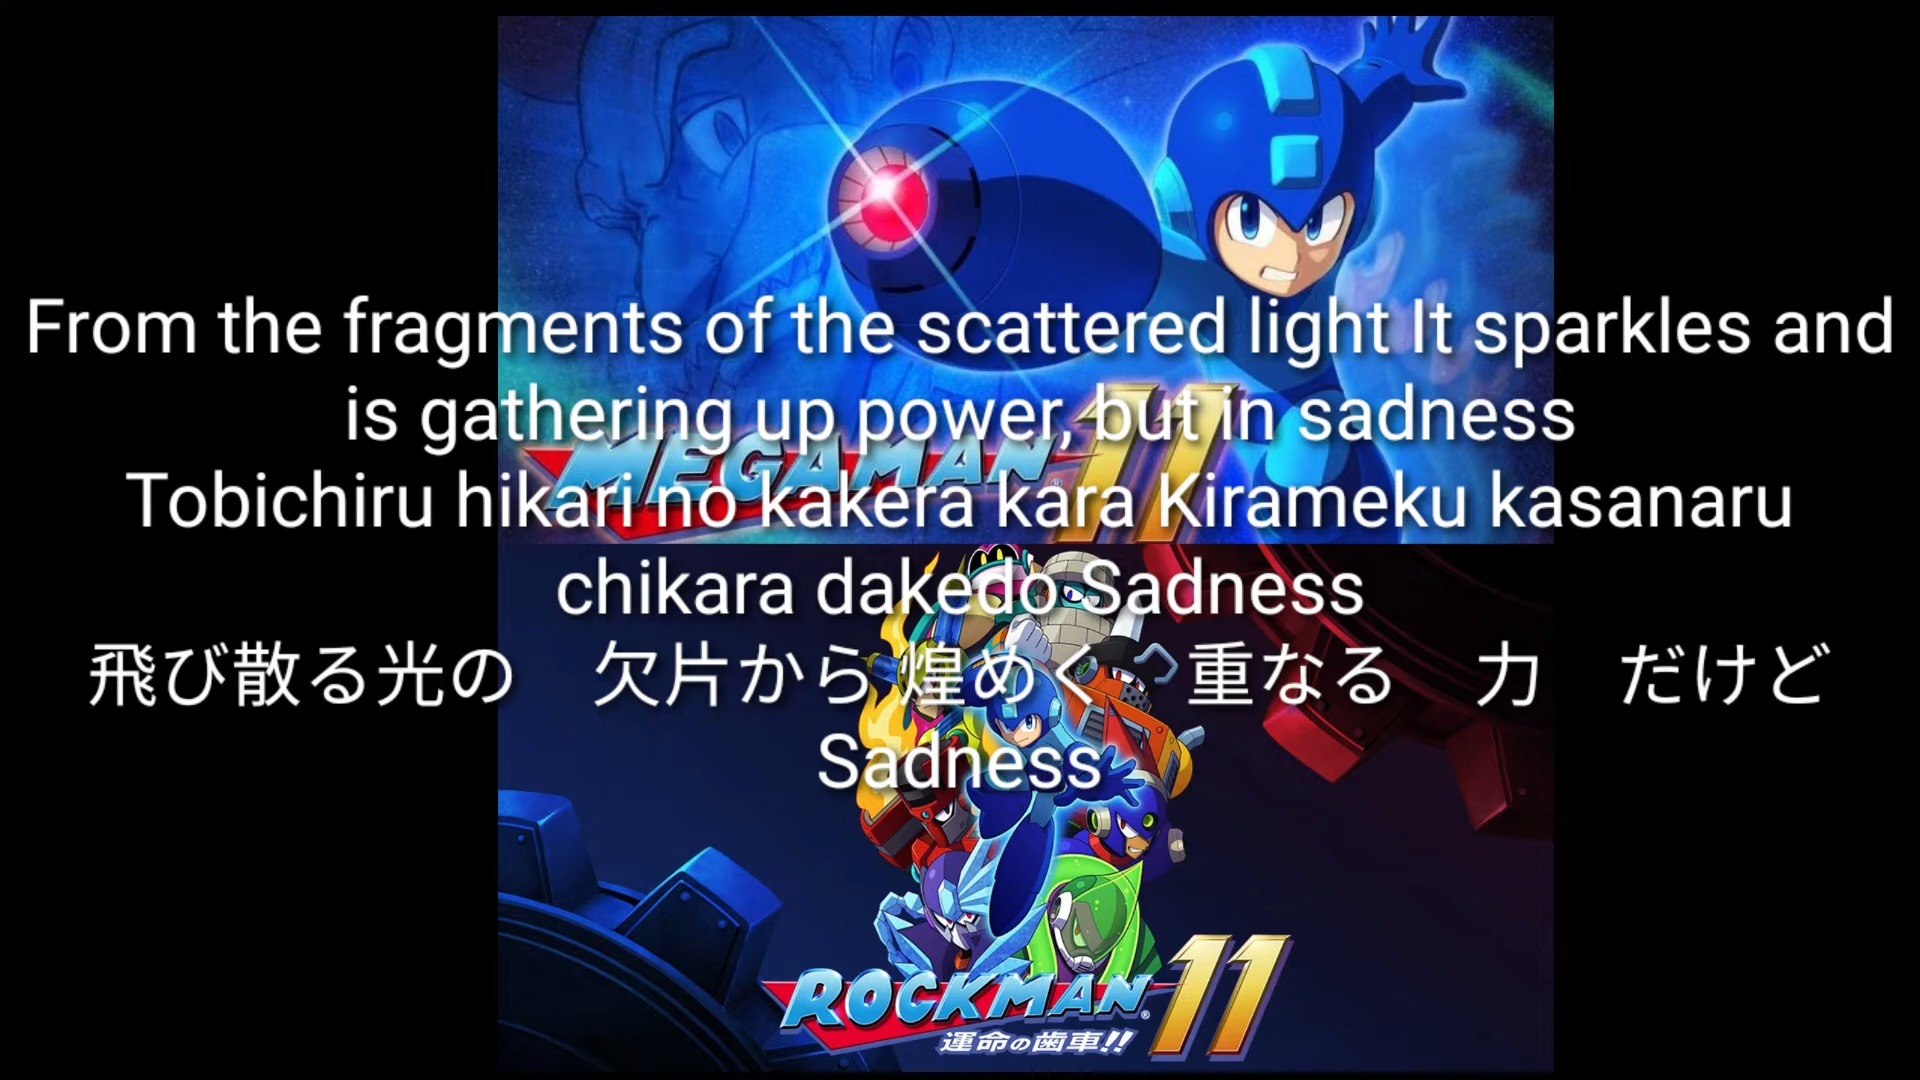 From the fragments of the scattered light It sparkles and
is gathering up power, but in sadness
MEGAMAN 11
Tobichiru hikari no kakera kara Kirameku kasanaru
chikara dakedo Sadness
飛び散る光の　欠片から 煌めく　重なる　力　だけど
Sadness
ROCKMAN 11
運命の歯車!!